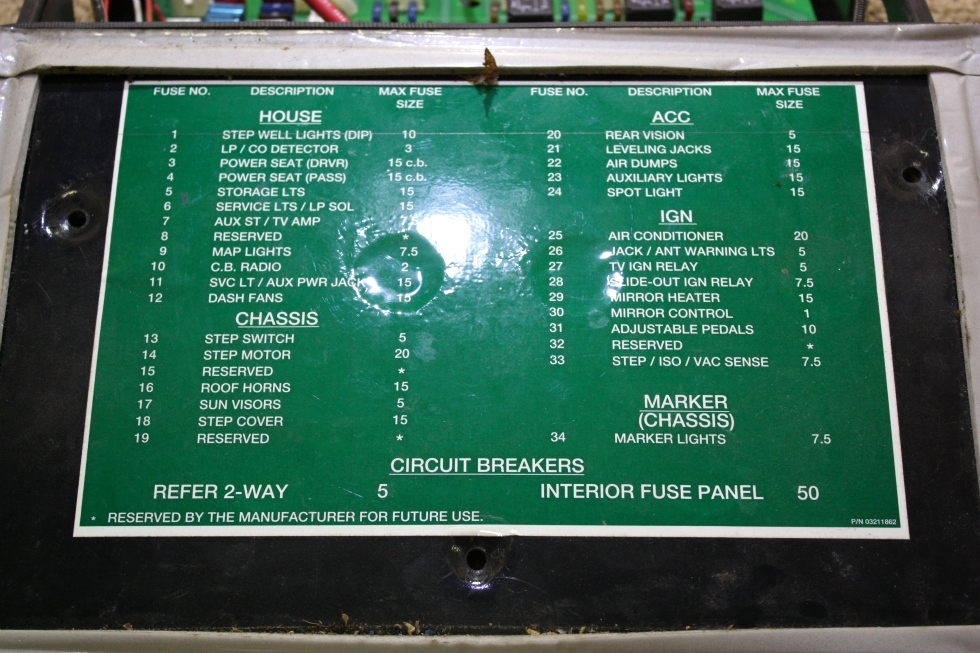 FUSE NO. DESCRIPTION MAX FUSE SIZE
HOUSE
1 STEP WELL LIGHTS (DIP) 10
2 LP / CO DETECTOR 3
3 POWER SEAT (DRVR) 15 c.b.
4 POWER SEAT (PASS) 15 c.b.
5 STORAGE LTS 15
6 SERVICE LTS / LP SOL 15
7 AUX ST / TV AMP 7.5
8 RESERVED *
9 MAP LIGHTS 7.5
10 C.B. RADIO 2
11 SVC LT / AUX PWR JACK 15
12 DASH FANS 15
CHASSIS
13 STEP SWITCH 5
14 STEP MOTOR 20
15 RESERVED *
16 ROOF HORNS 15
17 SUN VISORS 5
18 STEP COVER 15
19 RESERVED *
FUSE NO. DESCRIPTION MAX FUSE SIZE
ACC
20 REAR VISION 5
21 LEVELING JACKS 15
22 AIR DUMPS 15
23 AUXILIARY LIGHTS 15
24 SPOT LIGHT 15
IGN
25 AIR CONDITIONER 20
26 JACK / ANT WARNING LTS 5
27 TV IGN RELAY 5
28 SLIDE-OUT IGN RELAY 7.5
29 MIRROR HEATER 15
30 MIRROR CONTROL 1
31 ADJUSTABLE PEDALS 10
32 RESERVED *
33 STEP / ISO / VAC SENSE 7.5
MARKER
(CHASSIS)
34 MARKER LIGHTS 7.5
CIRCUIT BREAKERS
REFER 2-WAY 5 INTERIOR FUSE PANEL 50
* RESERVED BY THE MANUFACTURER FOR FUTURE USE.
P/N 03211862